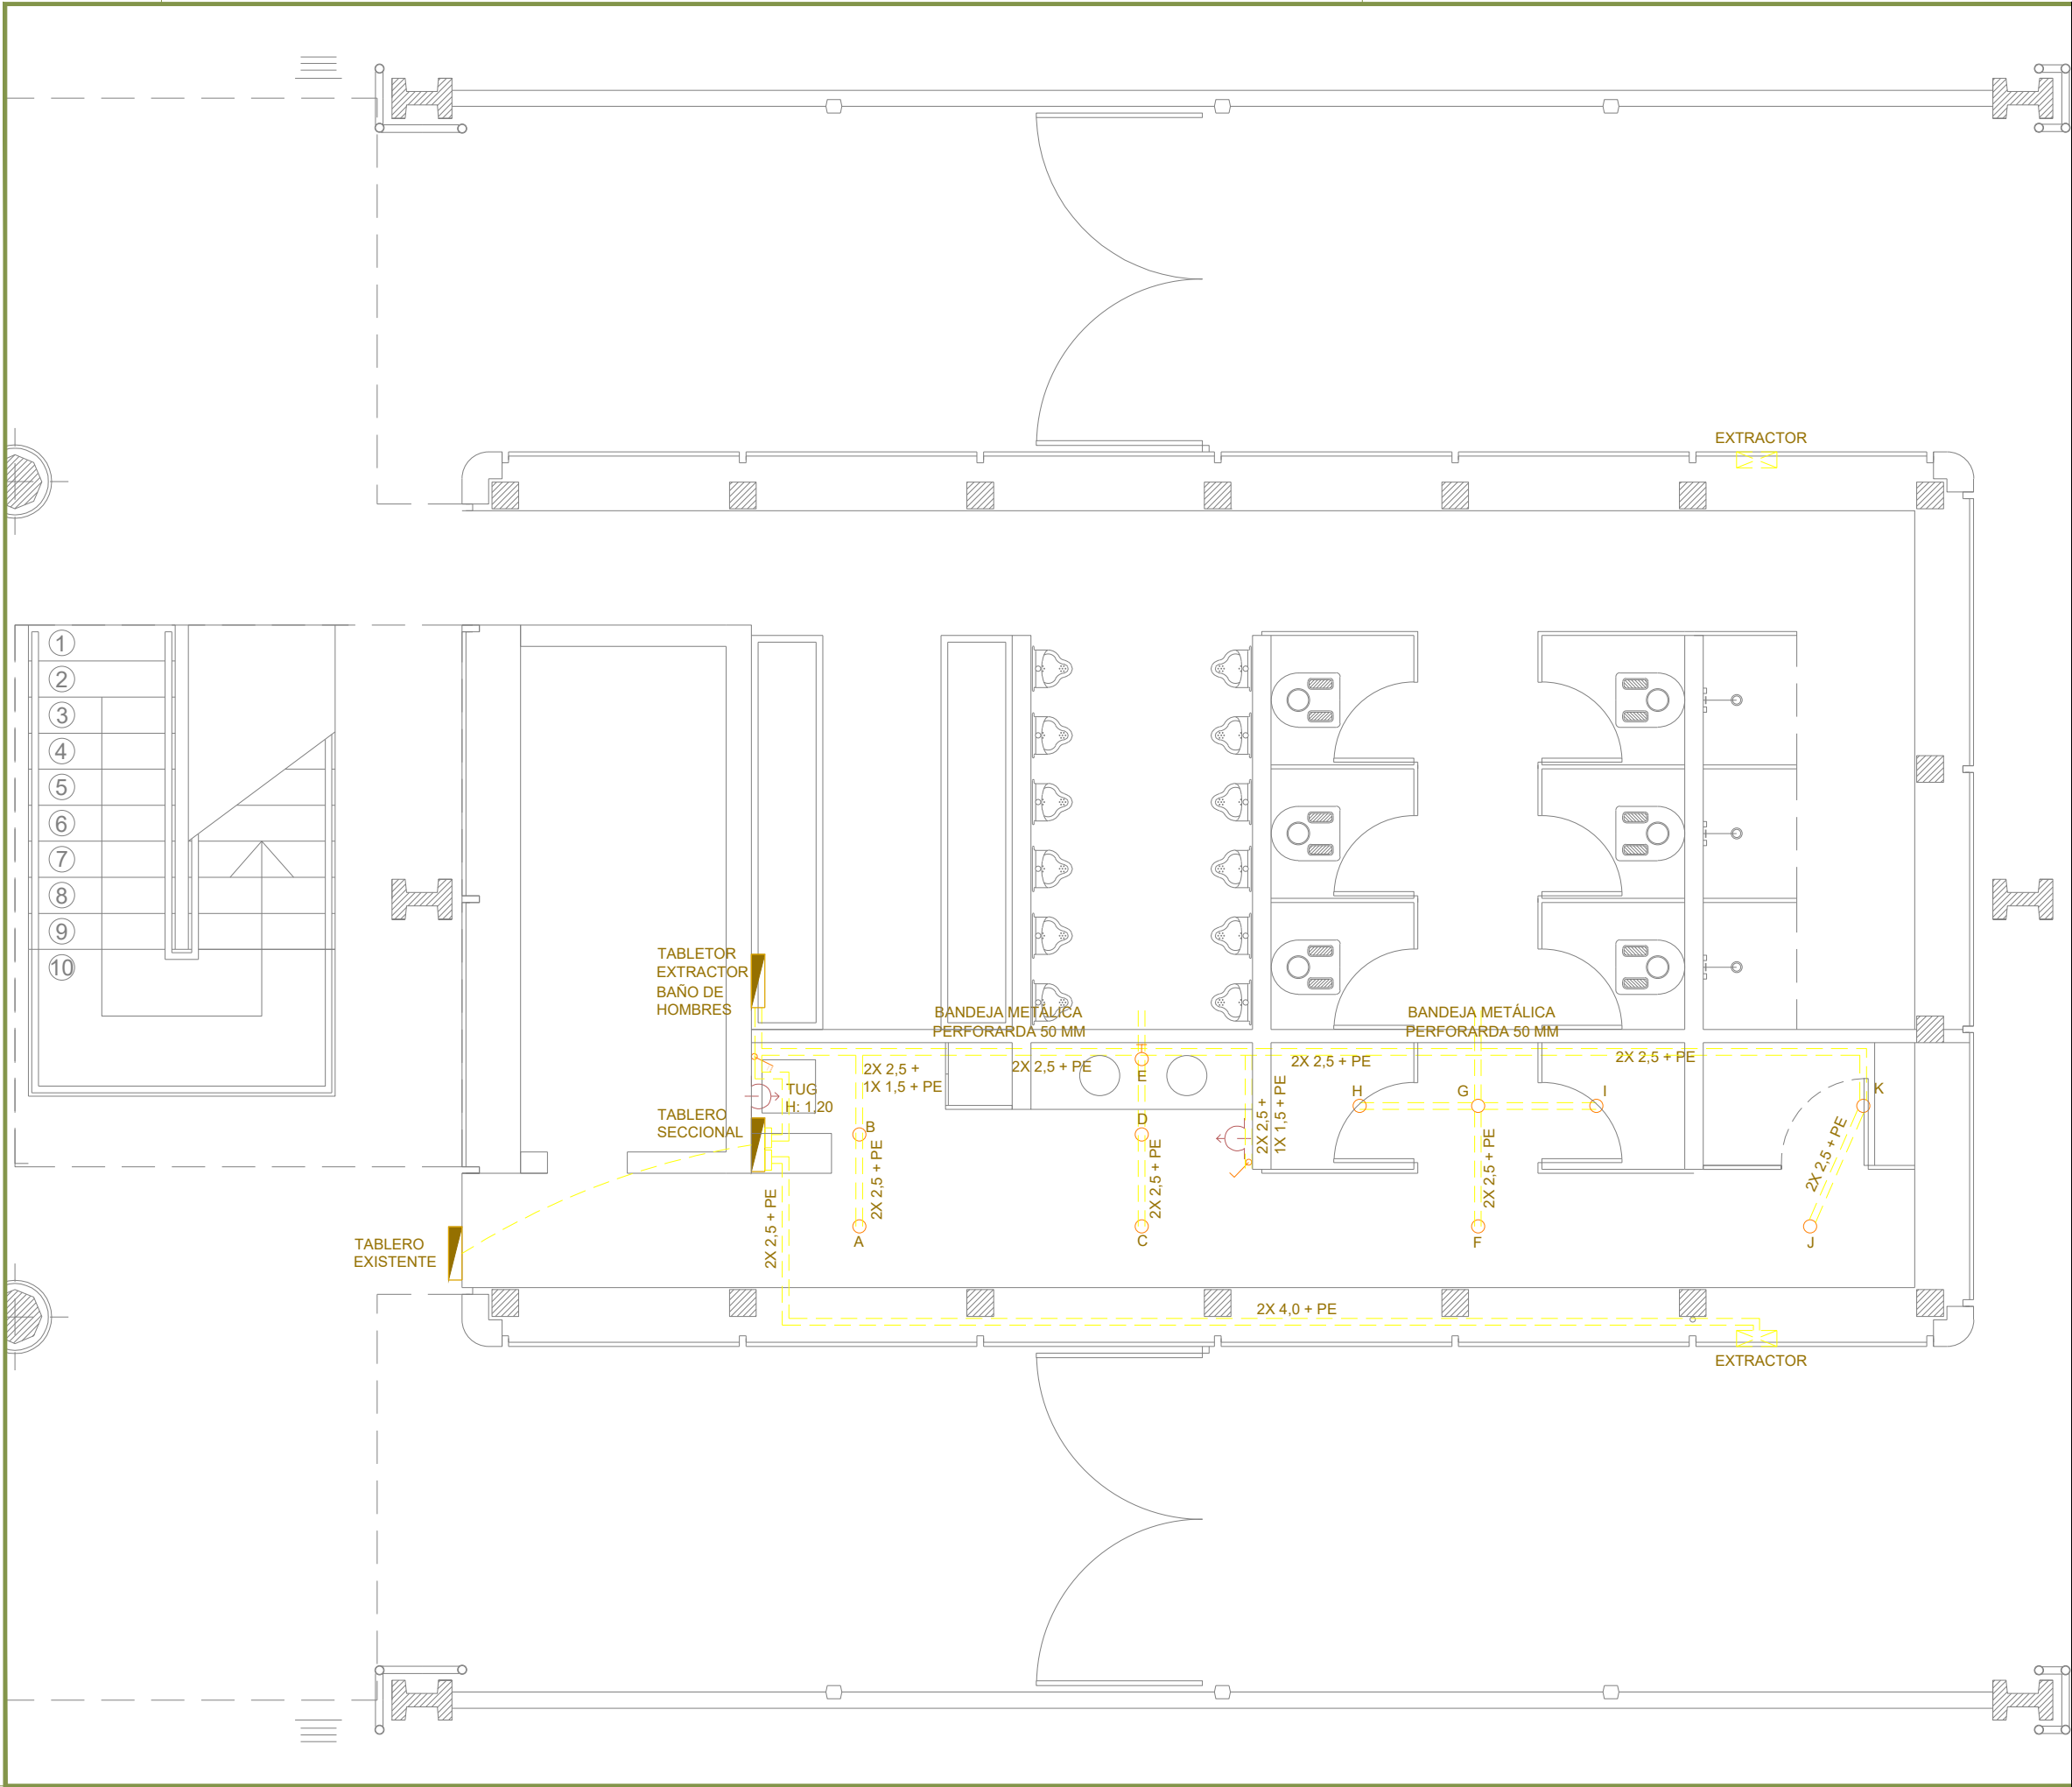 EXTRACTOR
1
2
3
4
5
6
7
8
9
10
TABLETOR
EXTRACTOR
BAÑO DE
HOMBRES
BANDEJA METÁLICA
PERFORARDA 50 MM
BANDEJA METÁLICA
PERFORARDA 50 MM
2X 2,5 +
1X 1,5 + PE
2X 2,5 + PE
2X 2,5 + PE
2X 2,5 + PE
TUG
H: 1.20
TABLERO
SECCIONAL
E
H
G
I
K
B
D
2X 2,5 +
1X 1,5 + PE
2X 2,5 + PE
2X 2,5 + PE
2X 2,5 + PE
2X 2,5 + PE
2X 2,5 + PE
TABLERO
EXISTENTE
A
C
F
J
2X 4,0 + PE
EXTRACTOR